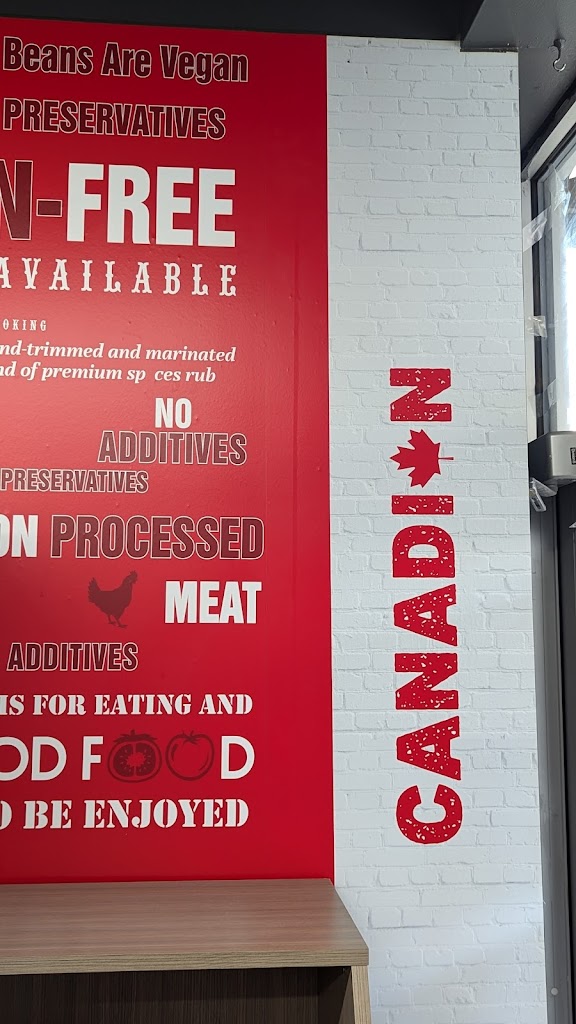 Beans Are Vegan
PRESERVATIVES
N-FREE
AVAILABLE
OKING
nd-trimmed and marinated
nd of premium sp ces rub
NO
ADDITIVES
PRESERVATIVES
ON PROCESSED
MEAT
ADDITIVES
IS FOR EATING AND
OD FOOD
O BE ENJOYED
CANADI N